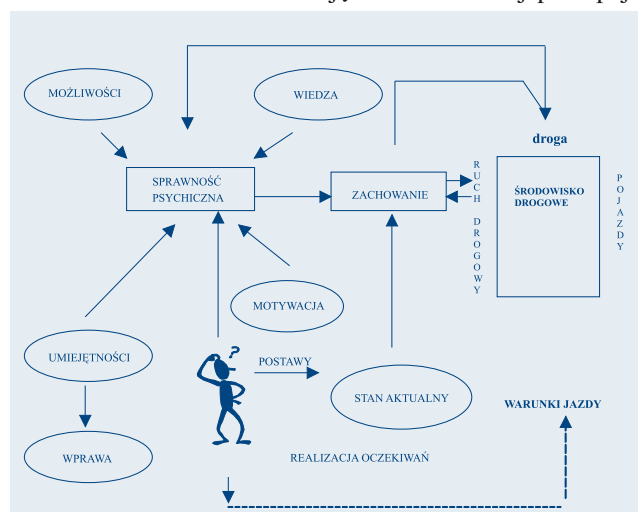 MOŻLIWOŚCI
WIEDZA
droga
SPRAWNOŚĆ
PSYCHICZNA
ZACHOWANIE
RUCH DROGOWY
ŚRODOWISKO
DROGOWE
POJAZDY
MOTYWACJA
UMIEJĘTNOŚCI
?
POSTAWY
STAN AKTUALNY
WARUNKI JAZDY
WPRAWA
REALIZACJA OCZEKIWAŃ